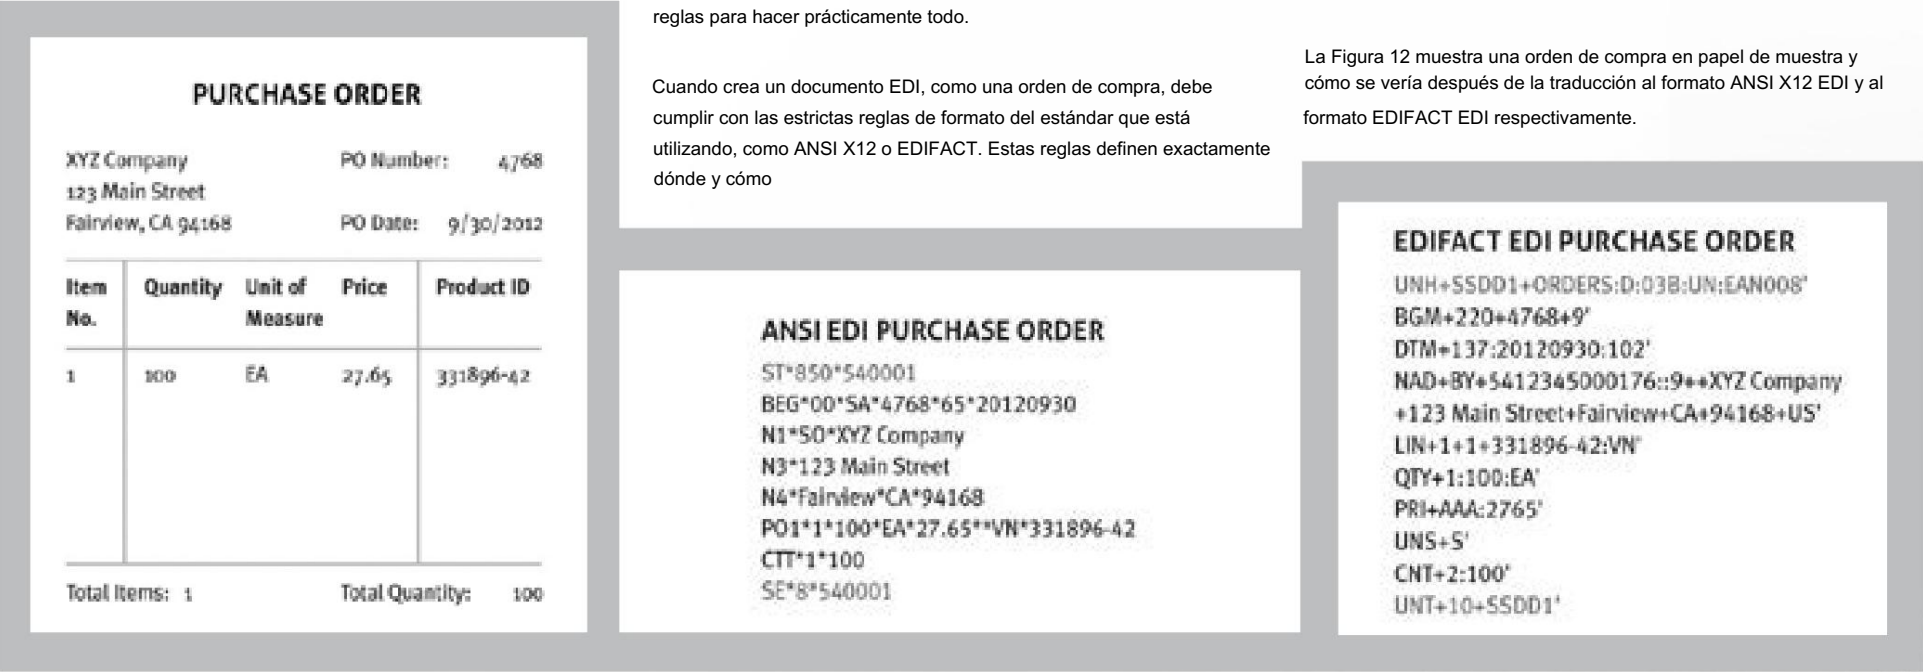 PURCHASE ORDER
XYZ Company PO Number: 4768
123 Main Street
Fairview, CA 94168 PO Date: 9/30/2012
Item Quantity Unit of Price Product ID
No. Measure
1 100 EA 27.65 331896-42
Total Items: 1 Total Quantity: 100
reglas para hacer prácticamente todo.
Cuando crea un documento EDI, como una orden de compra, debe
cumplir con las estrictas reglas de formato del estándar que está
utilizando, como ANSI X12 o EDIFACT. Estas reglas definen exactamente
dónde y cómo
ANSI EDI PURCHASE ORDER
ST*850*540001
BEG*00*SA*4768*65*20120930
N1*SO*XYZ Company
N3*123 Main Street
N4*Fairview*CA*94168
PO1*1*100*EA*27.65**VN*331896-42
CTT*1*100
SE*8*540001
La Figura 12 muestra una orden de compra en papel de muestra y
cómo se vería después de la traducción al formato ANSI X12 EDI y al
formato EDIFACT EDI respectivamente.
EDIFACT EDI PURCHASE ORDER
UNH+SSDD1+ORDERS:D:03B:UN:EAN008'
BGM+220+4768+9'
DTM+137:20120930:102'
NAD+BY+5412345000176::9++XYZ Company
+123 Main Street+Fairview+CA+94168+US'
LIN+1+1+331896-42:VN'
QTY+1:100:EA'
PRI+AAA:2765'
UNS+S'
CNT+2:100'
UNT+10+SSDD1'